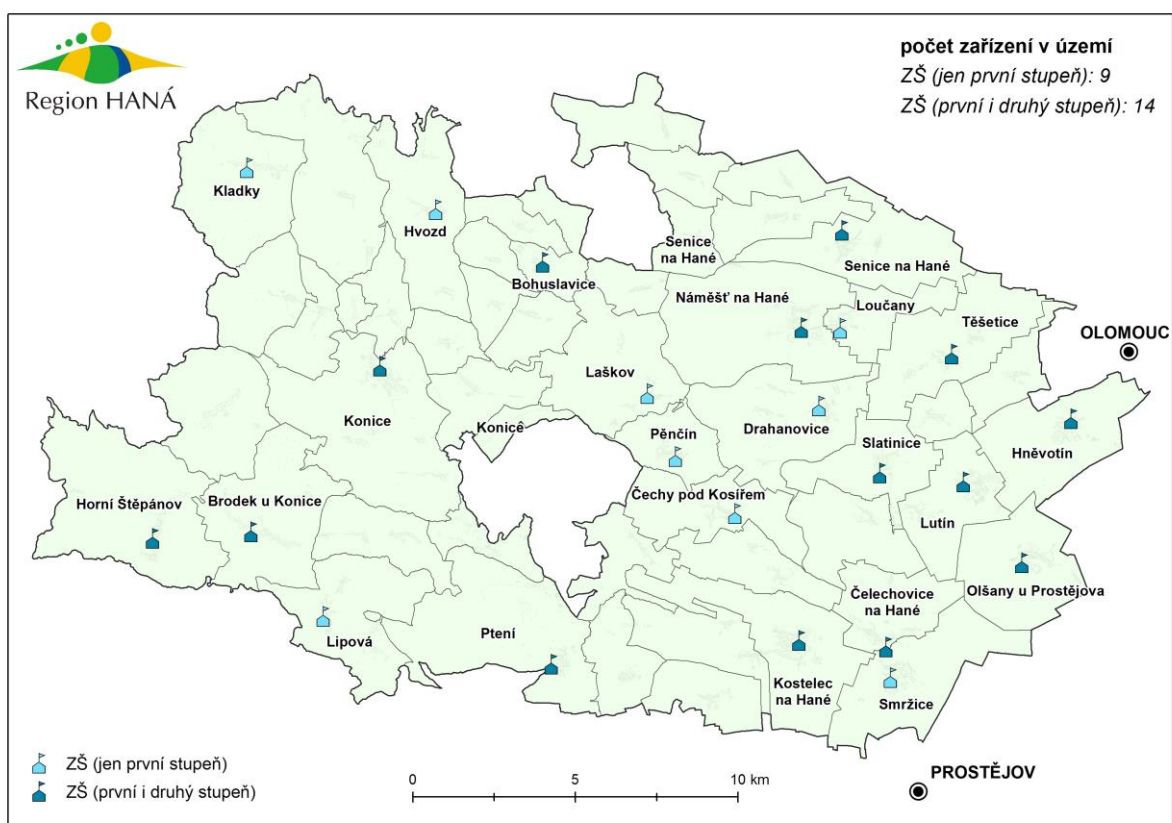 Region HANÁ
počet zařízení v území
ZŠ (jen první stupeň): 9
ZŠ (první i druhý stupeň): 14
Kladky
Hvozd
Bohuslavice
Senice
na Hané
Senice na Hané
Náměšť na Hané
Loučany
Těšetice
OLOMOUC
Laškov
Konice
Konice
Pěnčín
Drahanovice
Slatinice
Hněvotín
Horní Štěpánov
Brodek u Konice
Čechy pod Kosířem
Lutín
Čelechovice
na Hané
Olšany u Prostějova
Lipová
Ptení
Kostelec
na Hané
Smržice
ZŠ (jen první stupeň)
ZŠ (první i druhý stupeň)
0 5 10 km
PROSTĚJOV